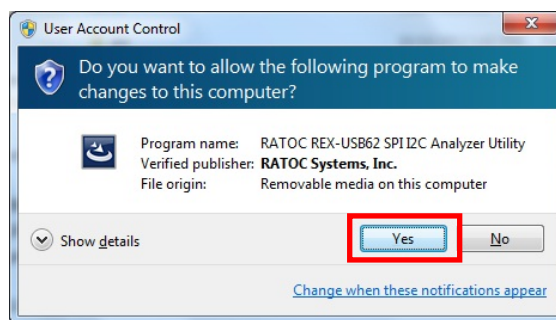 User Account Control
Do you want to allow the following program to make
changes to this computer?
Program name: RATOC REX-USB62 SPI I2C Analyzer Utility
Verified publisher: RATOC Systems, Inc.
File origin: Removable media on this computer
Show details
Yes
No
Change when these notifications appear